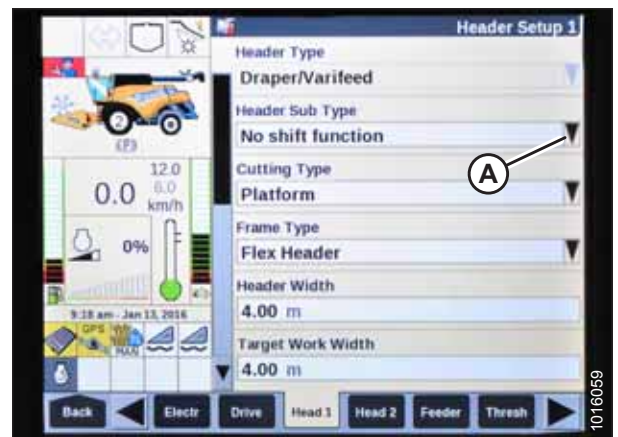 Header Setup 1
Header Type
Draper/Varifeed
Header Sub Type
No shift function
A
Cutting Type
Platform
Frame Type
Flex Header
Header Width
4.00 m
Target Work Width
4.00 m
2
(P)
12.0
0.0
6.0
km/h
0%
9:18 am - Jan 13, 2016
GPS
MAN
Back
Electr
Drive
Head 1
Head 2
Feeder
Thresh
1016059